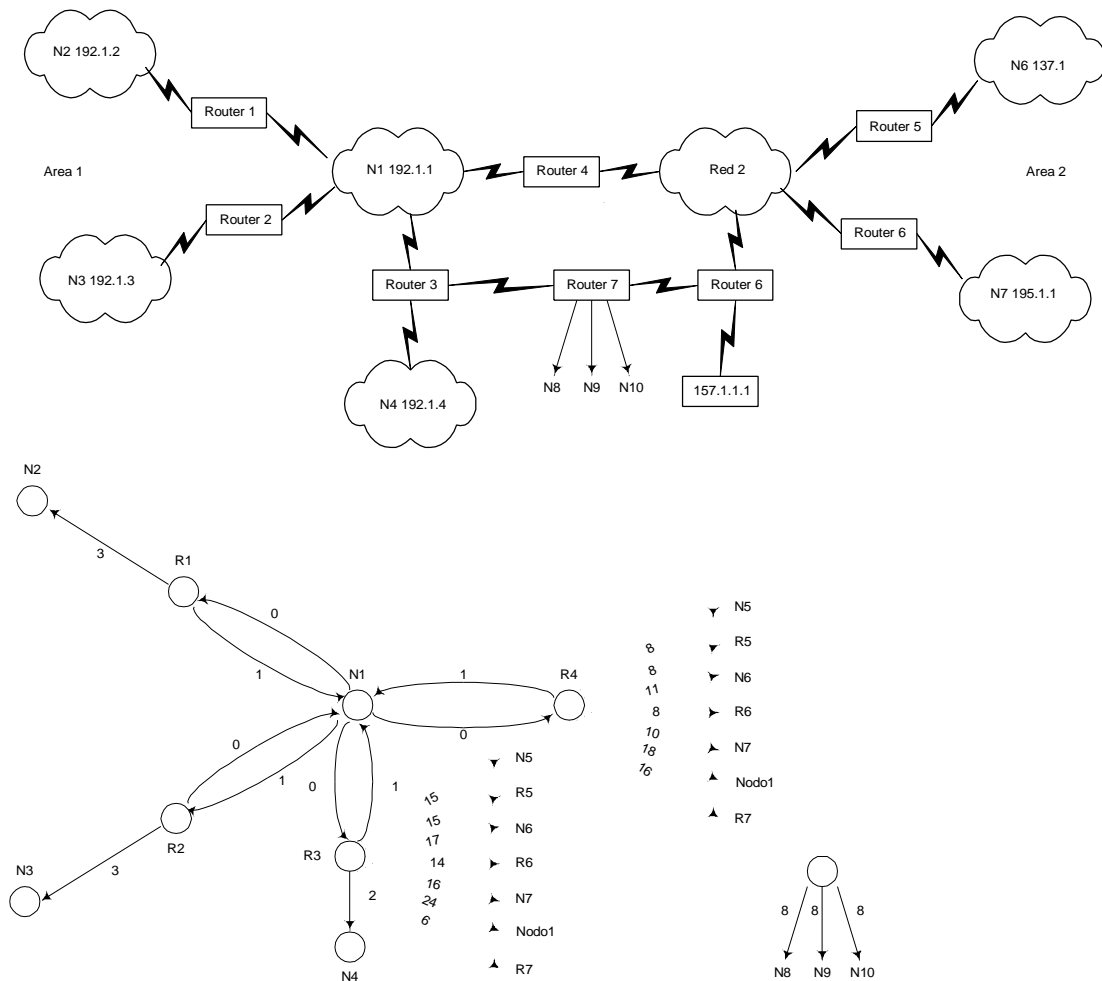 N2 192.1.2
N6 137.1
Router 1
Router 5
Area 1
N1 192.1.1
Router 4
Red 2
Area 2
Router 2
Router 6
N3 192.1.3
Router 3
Router 7
Router 6
N7 195.1.1
N8
N9
N10
157.1.1.1
N4 192.1.4
N2
3
R1
0
1
N1
1
R4
0
0
1
R2
3
N3
0
1
R3
2
N4
15
15
17
14
16
24
6
N5
R5
N6
R6
N7
Nodo1
R7
8
8
11
8
10
18
16
N5
R5
N6
R6
N7
Nodo1
R7
8
8
8
N8
N9
N10